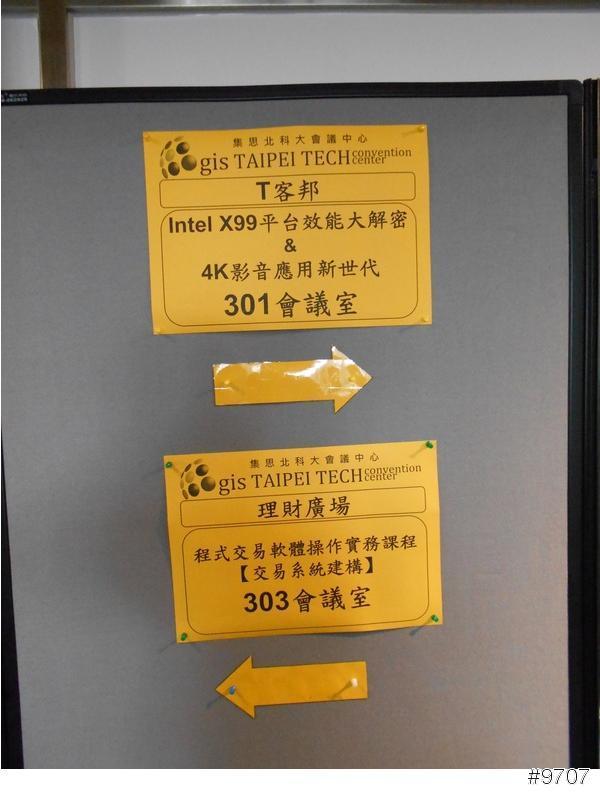 集思北科大會議中心
gis TAIPEI TECH convention center
T客邦
Intel X99平台效能大解密
&
4K影音應用新世代
301會議室
集思北科大會議中心
gis TAIPEI TECH convention center
理財廣場
程式交易軟體操作實務課程
【交易系統建構】
303會議室
#9707